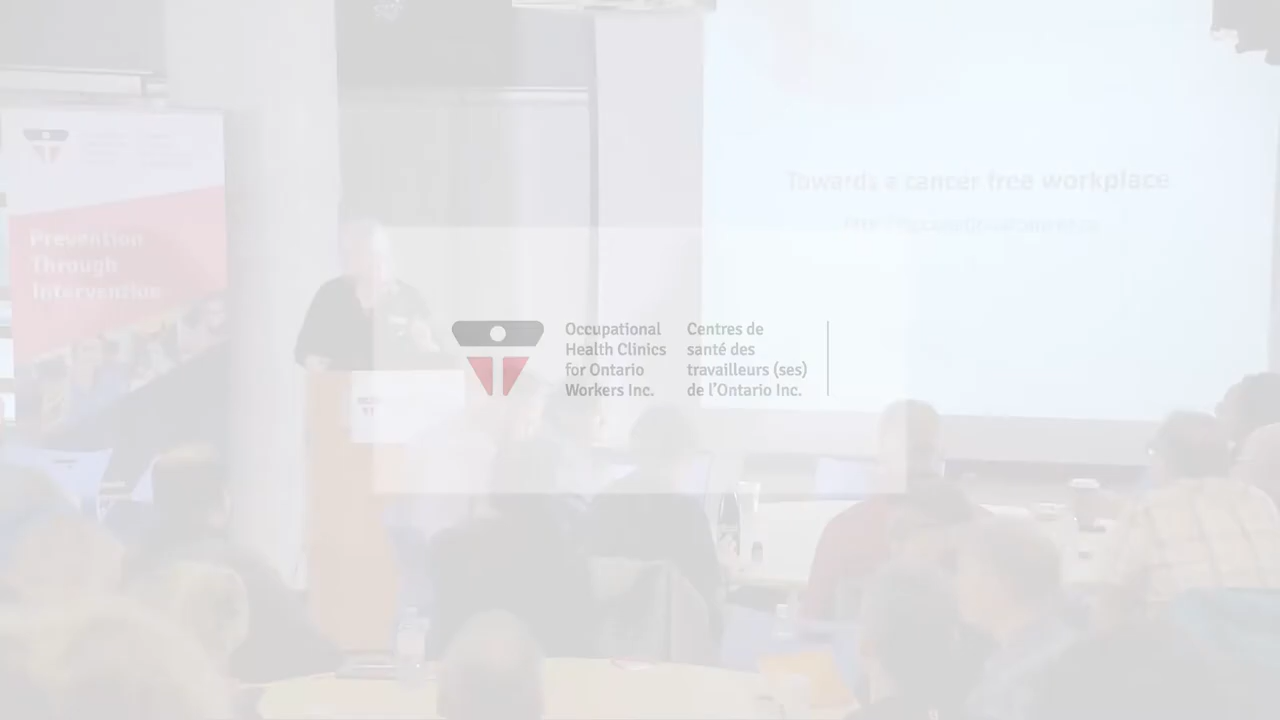 Towards a cancer free workplace
Prevention
Through
Intervention
Occupational
Health Clinics
for Ontario
Workers Inc.
Centres de
santé des
travailleurs (ses)
de l'Ontario Inc.